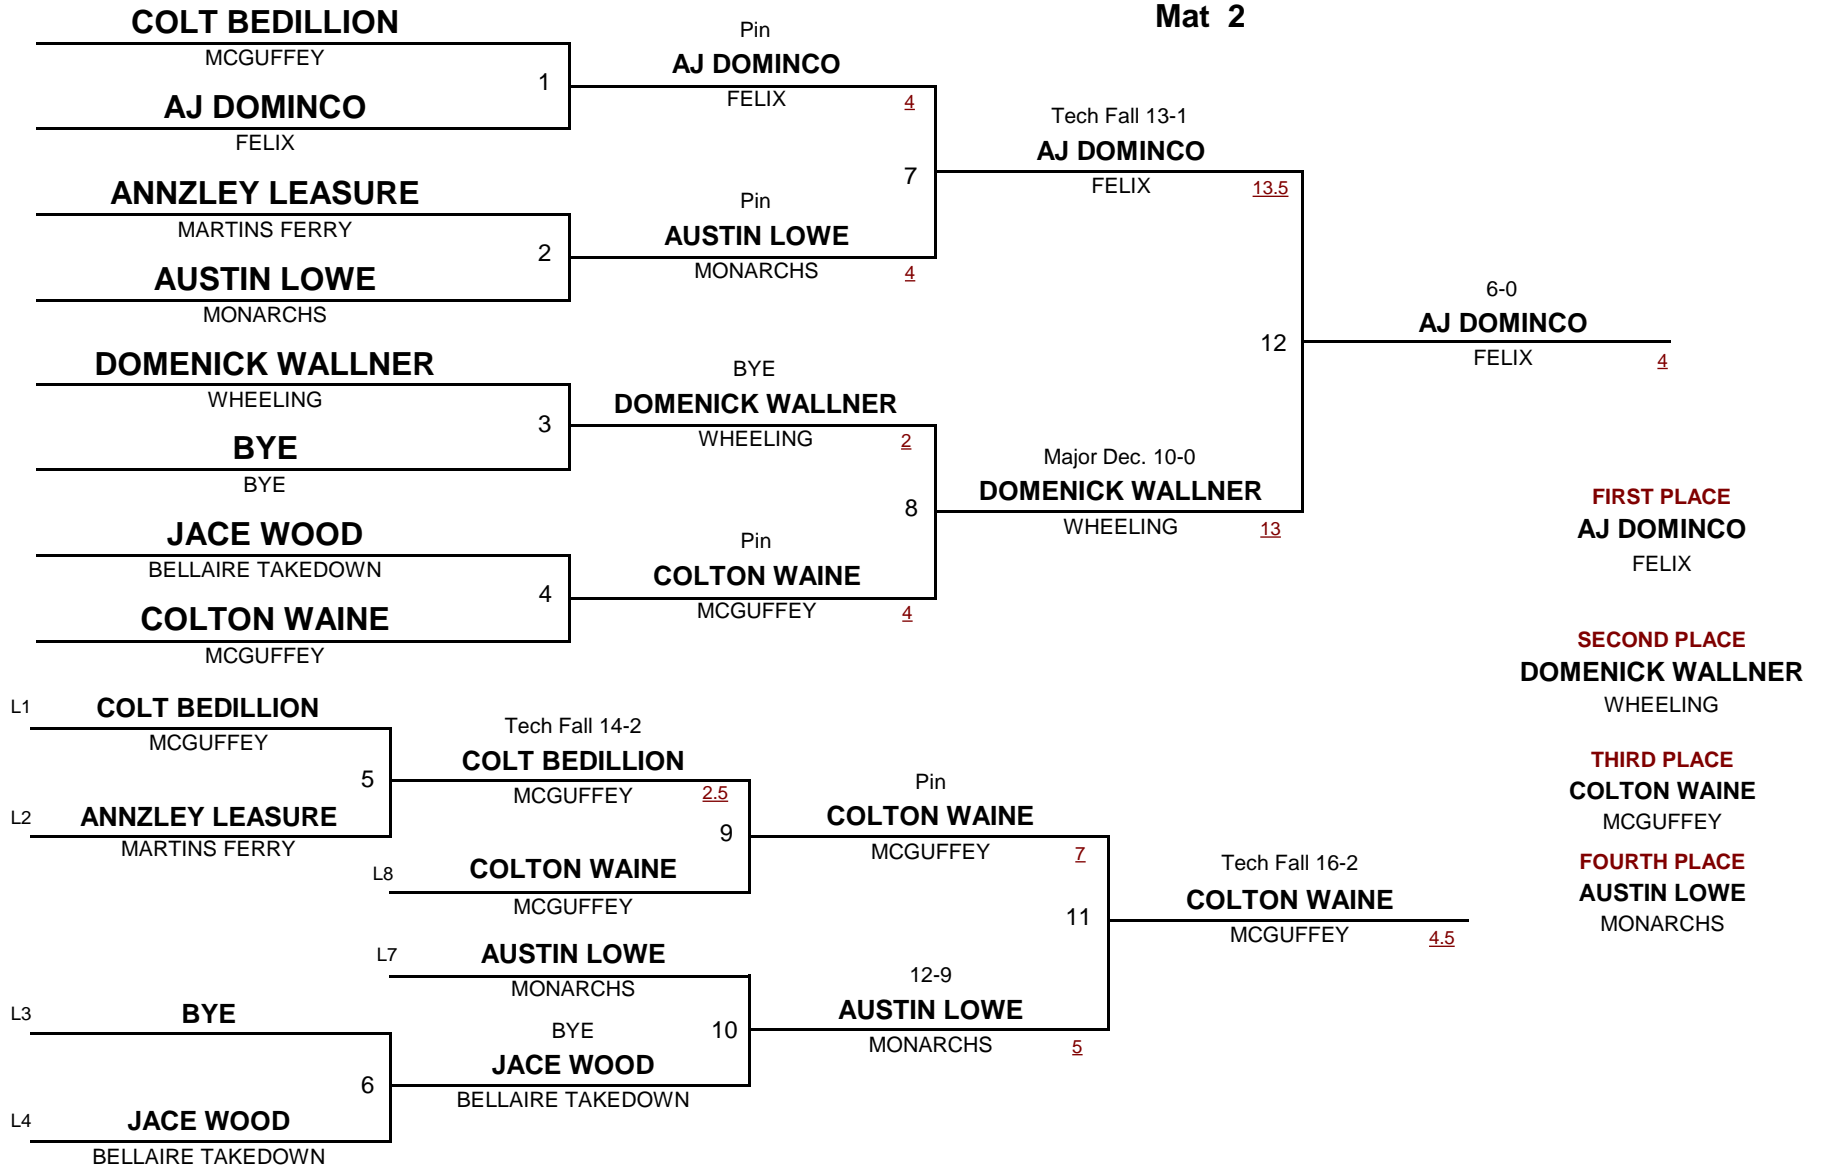 Mat 2
COLT BEDILLION
MCGUFFEY
1
AJ DOMINCO
FELIX
Pin
AJ DOMINCO
FELIX 4
ANNZLEY LEASURE
MARTINS FERRY
2
AUSTIN LOWE
MONARCHS
Pin
AUSTIN LOWE
MONARCHS 4
7
Tech Fall 13-1
AJ DOMINCO
FELIX 13.5
DOMENICK WALLNER
WHEELING
3
BYE
BYE
BYE
DOMENICK WALLNER
WHEELING 2
JACE WOOD
BELLAIRE TAKEDOWN
4
COLTON WAINE
MCGUFFEY
Pin
COLTON WAINE
MCGUFFEY 4
8
Major Dec. 10-0
DOMENICK WALLNER
WHEELING 13
12
6-0
AJ DOMINCO
FELIX 4
FIRST PLACE
AJ DOMINCO
FELIX
SECOND PLACE
DOMENICK WALLNER
WHEELING
THIRD PLACE
COLTON WAINE
MCGUFFEY
FOURTH PLACE
AUSTIN LOWE
MONARCHS
L1 COLT BEDILLION
MCGUFFEY
5
L2 ANNZLEY LEASURE
MARTINS FERRY
Tech Fall 14-2
COLT BEDILLION
MCGUFFEY 2.5
9
L8 COLTON WAINE
MCGUFFEY
Pin
COLTON WAINE
MCGUFFEY 7
L7 AUSTIN LOWE
MONARCHS
10
L3 BYE
6
L4 JACE WOOD
BELLAIRE TAKEDOWN
BYE
JACE WOOD
BELLAIRE TAKEDOWN
12-9
AUSTIN LOWE
MONARCHS 5
11
Tech Fall 16-2
COLTON WAINE
MCGUFFEY 4.5